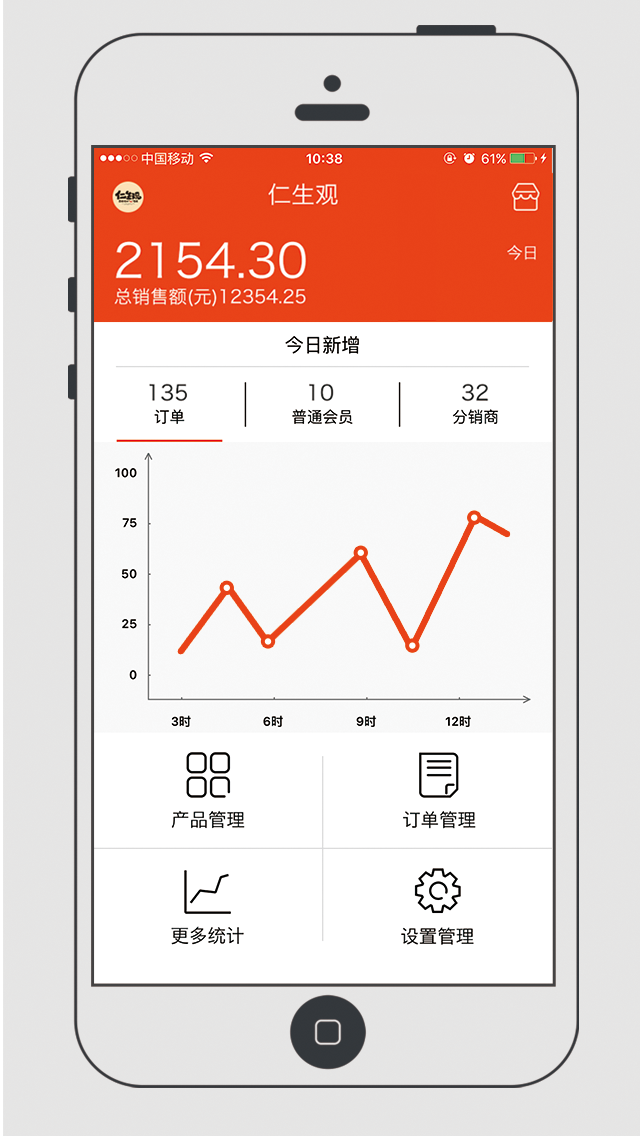 中国移动 10:38 61%
仁生观 仁生观
2154.30 今日
总销售额(元)12354.25
今日新增
135 10 32
订单 普通会员 分销商
100
75
50
25
0
3时 6时 9时 12时
产品管理 订单管理
更多统计 设置管理